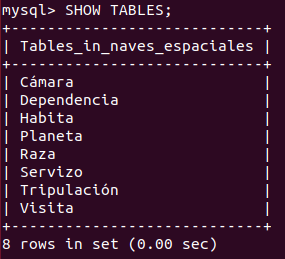 mysql> SHOW TABLES;
+----------------------------+
| Tables_in_naves_espaciales |
+----------------------------+
| Cámara                     |
| Dependencia                |
| Habita                     |
| Planeta                    |
| Raza                       |
| Servizo                    |
| Tripulación                |
| Visita                     |
+----------------------------+
8 rows in set (0.00 sec)